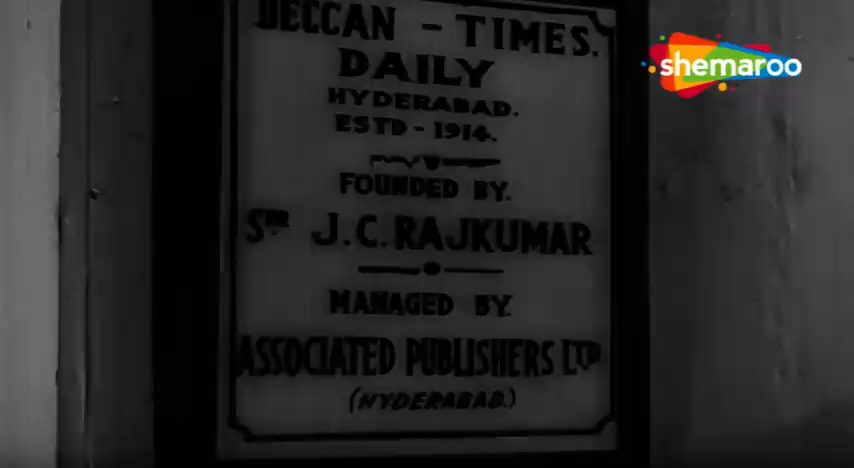 DECCAN - TIMES.
DAILY
HYDERABAD.
ESTD - 1914.
FOUNDED BY.
SIR J.C. RAJKUMAR
MANAGED BY.
ASSOCIATED PUBLISHERS LTD
(HYDERABAD.)
shemaroo